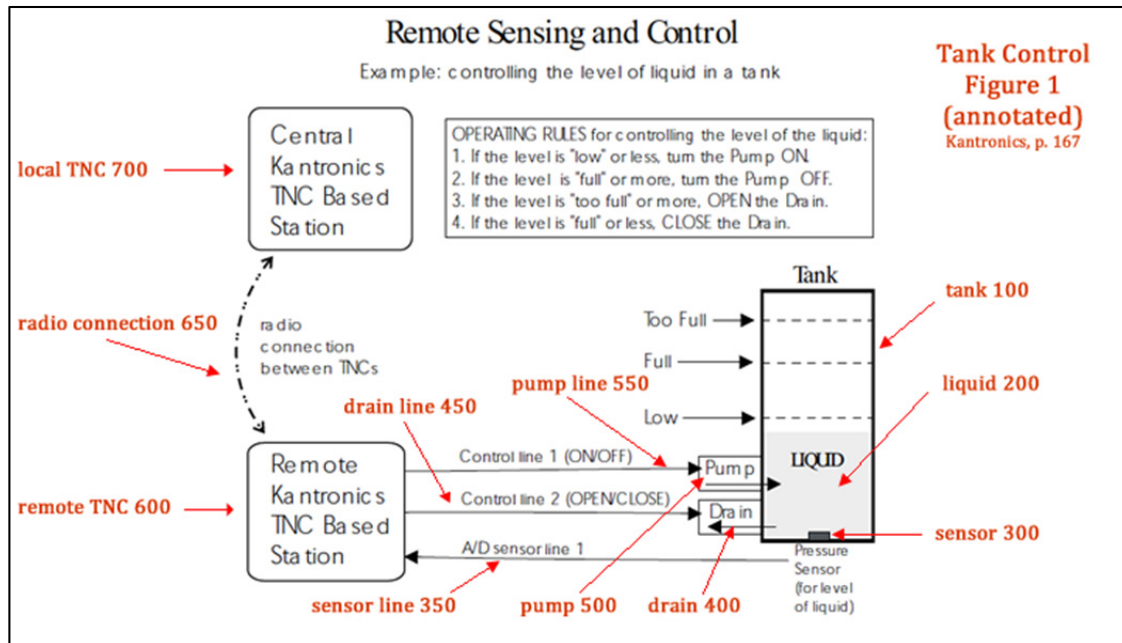 Remote Sensing and Control
Example: controlling the level of liquid in a tank
Tank Control
Figure 1
(annotated)
Kantronics, p. 167
local TNC 700
Central
Kantronics
TNC Based
Station
OPERATING RULES for controlling the level of the liquid:
1. If the level is "low" or less, turn the Pump ON.
2. If the level is "full" or more, turn the Pump OFF.
3. If the level is "too full" or more, OPEN the Drain.
4. If the level is "full" or less, CLOSE the Drain.
radio connection 650
radio
connection
between TNCs
Tank
tank 100
Too Full
Full
Low
liquid 200
pump line 550
drain line 450
remote TNC 600
Remote
Kantronics
TNC Based
Station
Control line 1 (ON/OFF)
Control line 2 (OPEN/CLOSE)
A/D sensor line 1
Pump
Drain
LIQUID
sensor 300
Pressure
Sensor
(for level
of liquid)
sensor line 350
pump 500
drain 400